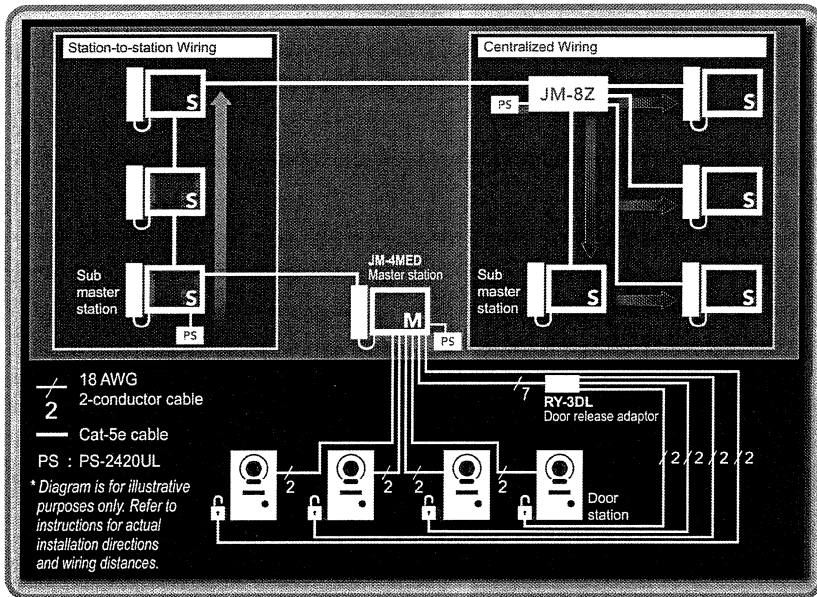 Station-to-station Wiring
S
S
Sub
master
station
S
PS
Centralized Wiring
PS
JM-8Z
S
S
Sub
master
station
S
S
JM-4MED
Master station
M
PS
18 AWG
2
2-conductor cable
Cat-5e cable
PS : PS-2420UL
* Diagram is for illustrative
purposes only. Refer to
instructions for actual
installation directions
and wiring distances.
7
RY-3DL
Door release adaptor
2
2
2
2
2
2
2
2
Door
station